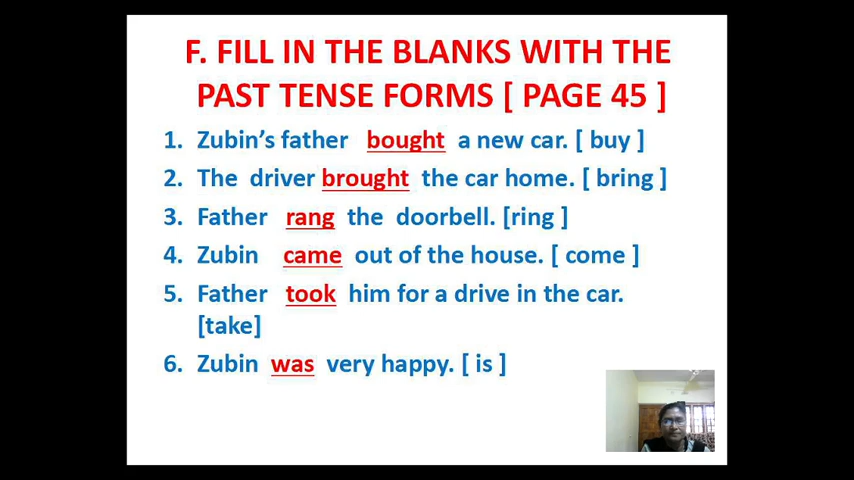 F. FILL IN THE BLANKS WITH THE
PAST TENSE FORMS [ PAGE 45 ]
1. Zubin's father bought a new car. [ buy ]
2. The driver brought the car home. [ bring ]
3. Father rang the doorbell. [ring ]
4. Zubin came out of the house. [ come ]
5. Father took him for a drive in the car.
[take]
6. Zubin was very happy. [ is ]